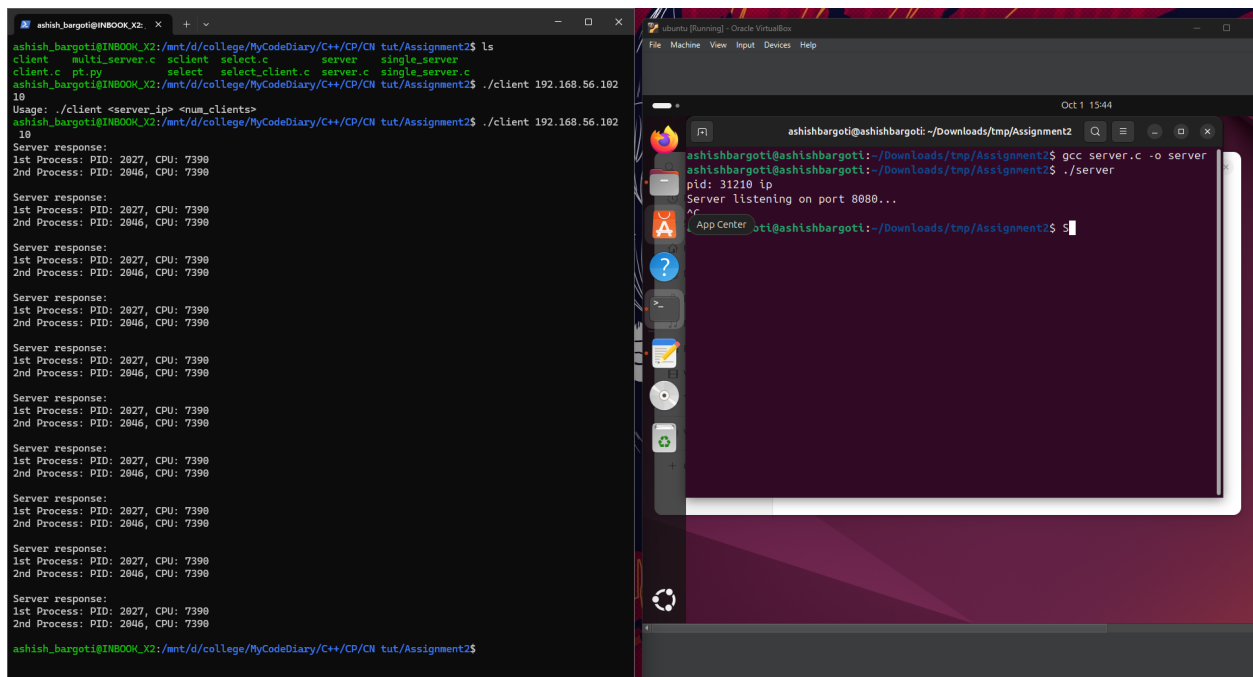 ashish_bargoti@INBOOK_X2:
ashish_bargoti@INBOOK_X2:/mnt/d/college/MyCodeDiary/C++/CP/CN tut/Assignment2$ ls
client multi_server.c sclient select.c server single_server
client.c pt.py select select_client.c server.c single_server.c
ashish_bargoti@INBOOK_X2:/mnt/d/college/MyCodeDiary/C++/CP/CN tut/Assignment2$ ./client 192.168.56.102
10
Usage: ./client <server_ip> <num_clients>
ashish_bargoti@INBOOK_X2:/mnt/d/college/MyCodeDiary/C++/CP/CN tut/Assignment2$ ./client 192.168.56.102
10
Server response:
1st Process: PID: 2027, CPU: 7390
2nd Process: PID: 2046, CPU: 7390
Server response:
1st Process: PID: 2027, CPU: 7390
2nd Process: PID: 2046, CPU: 7390
Server response:
1st Process: PID: 2027, CPU: 7390
2nd Process: PID: 2046, CPU: 7390
Server response:
1st Process: PID: 2027, CPU: 7390
2nd Process: PID: 2046, CPU: 7390
Server response:
1st Process: PID: 2027, CPU: 7390
2nd Process: PID: 2046, CPU: 7390
Server response:
1st Process: PID: 2027, CPU: 7390
2nd Process: PID: 2046, CPU: 7390
Server response:
1st Process: PID: 2027, CPU: 7390
2nd Process: PID: 2046, CPU: 7390
Server response:
1st Process: PID: 2027, CPU: 7390
2nd Process: PID: 2046, CPU: 7390
Server response:
1st Process: PID: 2027, CPU: 7390
2nd Process: PID: 2046, CPU: 7390
Server response:
1st Process: PID: 2027, CPU: 7390
2nd Process: PID: 2046, CPU: 7390
ashish_bargoti@INBOOK_X2:/mnt/d/college/MyCodeDiary/C++/CP/CN tut/Assignment2$
ubuntu [Running] - Oracle VirtualBox
File Machine View Input Devices Help
Oct 1 15:44
ashishbargoti@ashishbargoti: ~/Downloads/tmp/Assignment2
ashishbargoti@ashishbargoti:~/Downloads/tmp/Assignment2$ gcc server.c -o server
ashishbargoti@ashishbargoti:~/Downloads/tmp/Assignment2$ ./server
pid: 31210 ip
Server listening on port 8080...
^C
App Center
oti@ashishbargoti:~/Downloads/tmp/Assignment2$ S